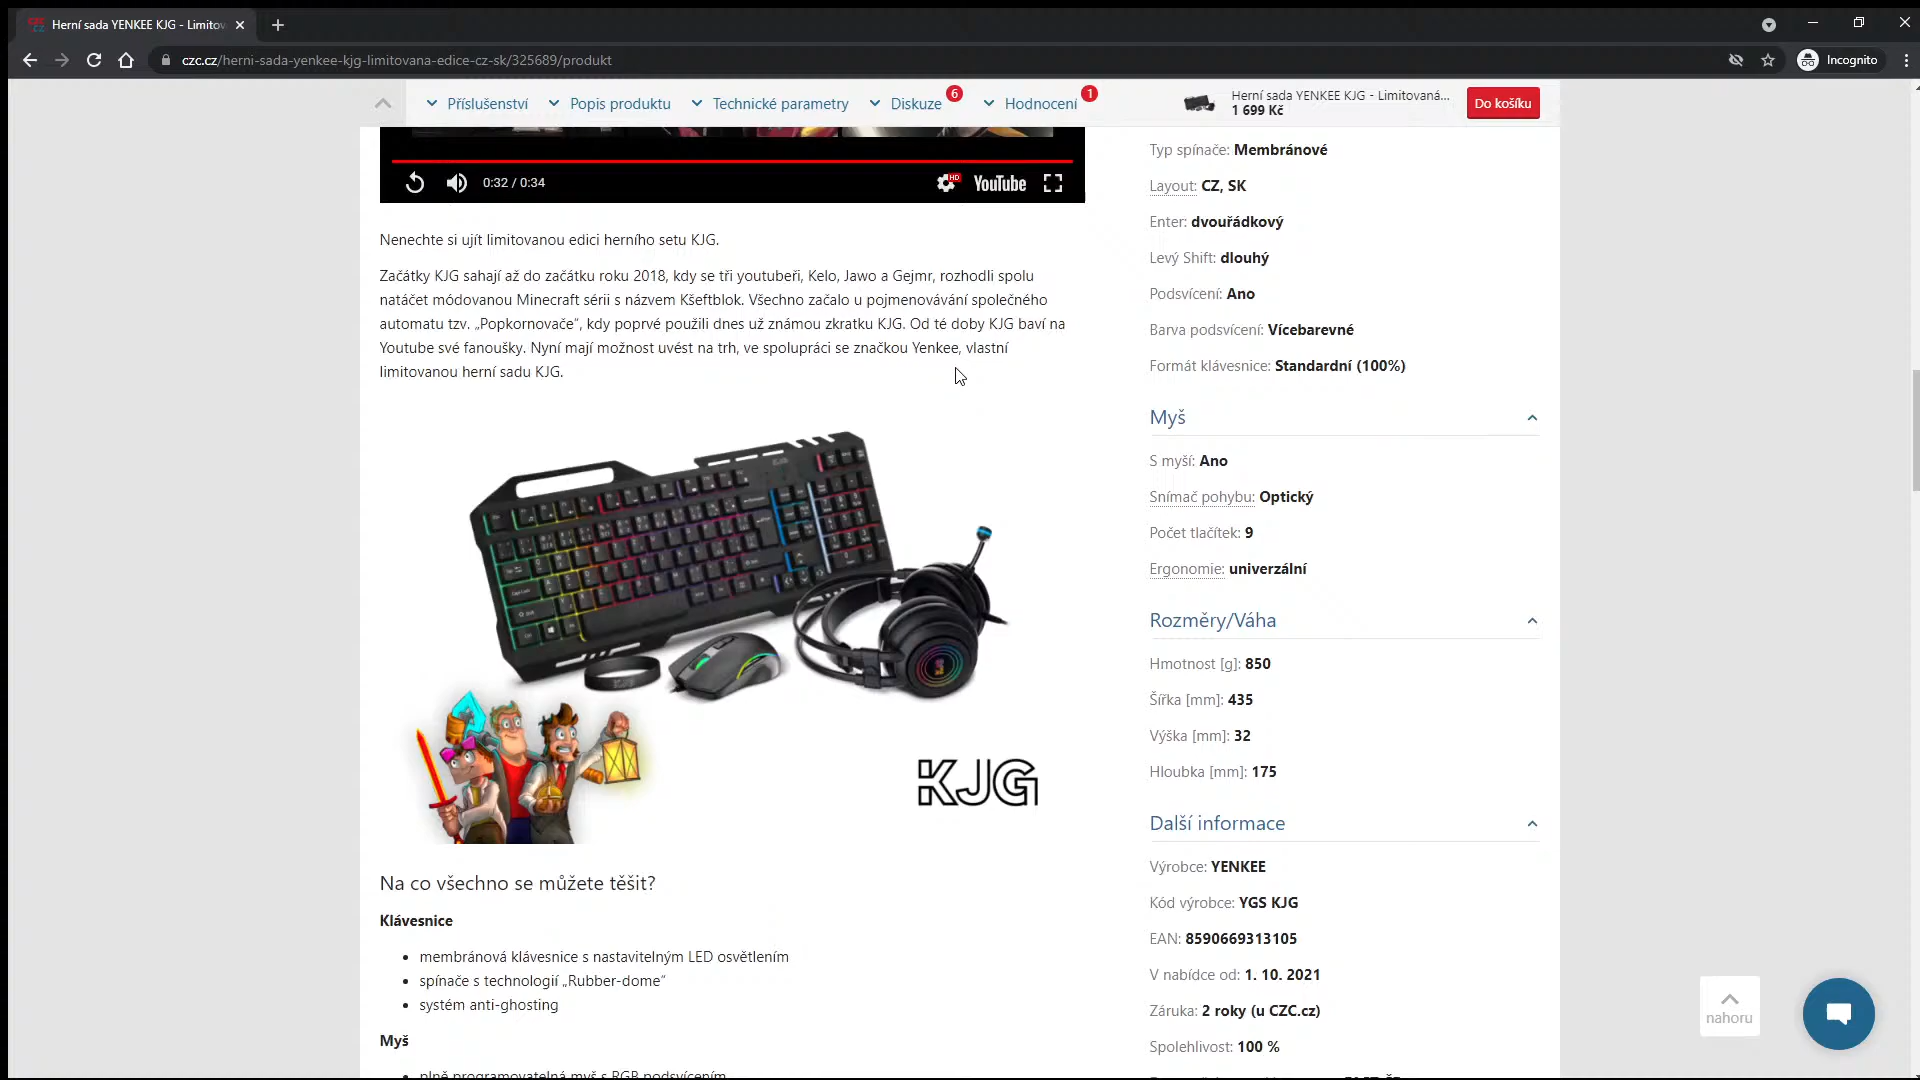 Herní sada YENKEE KJG - Limitov
czc.cz/herni-sada-yenkee-kjg-limitovana-edice-cz-sk/325689/produkt
Incognito
Příslušenství
Popis produktu
Technické parametry
Diskuze 6
Hodnocení 1
Herní sada YENKEE KJG - Limitovaná...
1 699 Kč
Do košíku
0:32 / 0:34
HD
YouTube
Nenechte si ujít limitovanou edici herního setu KJG.
Začátky KJG sahají až do začátku roku 2018, kdy se tři youtubeři, Kelo, Jawo a Gejmr, rozhodli spolu
natáčet módovanou Minecraft sérii s názvem Kšeftblok. Všechno začalo u pojmenovávání společného
automatu tzv. „Popkornovače“, kdy poprvé použili dnes už známou zkratku KJG. Od té doby KJG baví na
Youtube své fanoušky. Nyní mají možnost uvést na trh, ve spolupráci se značkou Yenkee, vlastní
limitovanou herní sadu KJG.
KJG
KJG
Na co všechno se můžete těšit?
Klávesnice
• membránová klávesnice s nastavitelným LED osvětlením
• spínače s technologií „Rubber-dome“
• systém anti-ghosting
Myš
• plně programovatelná myš s RGB podsvícením
Typ spínače: Membránové
Layout: CZ, SK
Enter: dvouřádkový
Levý Shift: dlouhý
Podsvícení: Ano
Barva podsvícení: Vícebarevné
Formát klávesnice: Standardní (100%)
Myš
S myší: Ano
Snímač pohybu: Optický
Počet tlačítek: 9
Ergonomie: univerzální
Rozměry/Váha
Hmotnost [g]: 850
Šířka [mm]: 435
Výška [mm]: 32
Hloubka [mm]: 175
Další informace
Výrobce: YENKEE
Kód výrobce: YGS KJG
EAN: 8590669313105
V nabídce od: 1. 10. 2021
Záruka: 2 roky (u CZC.cz)
Spolehlivost: 100 %
nahoru